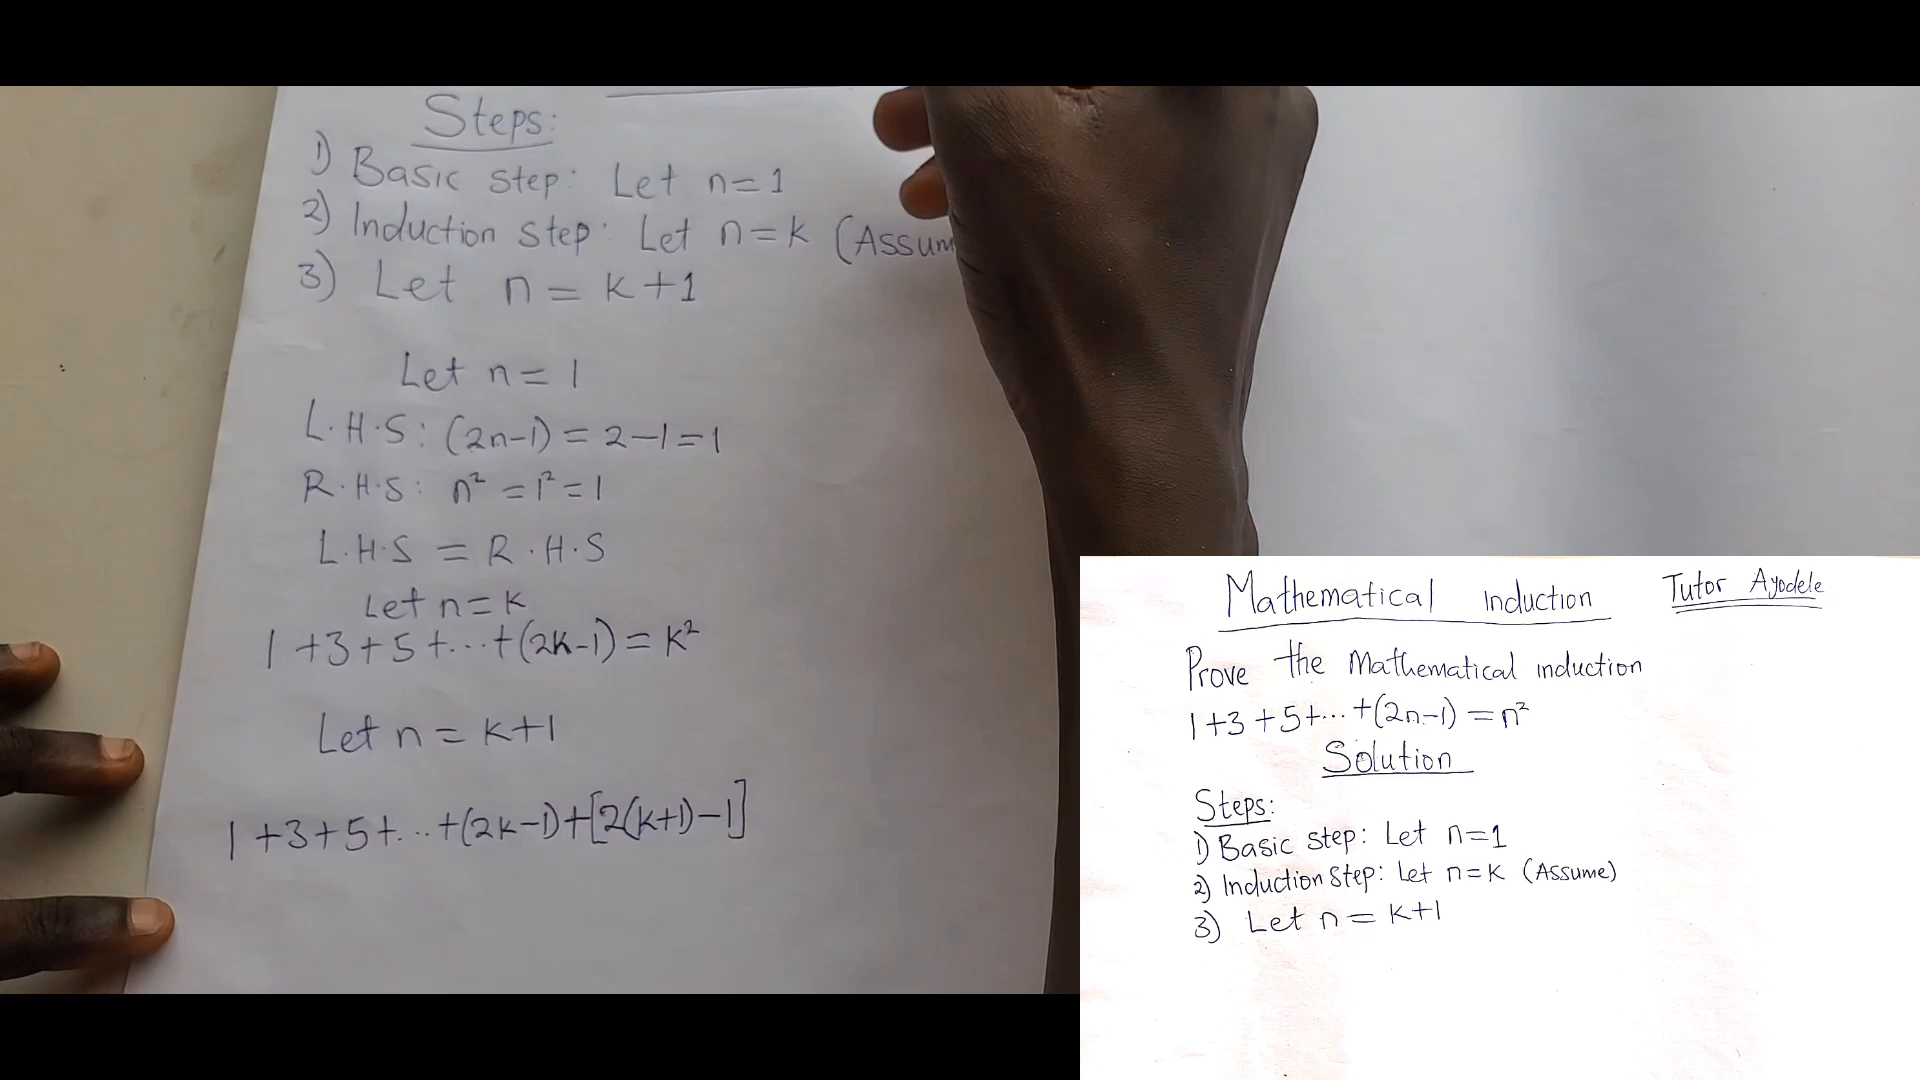 Steps:
1) Basic step: Let n=1
2) Induction step: Let n=k
3) Let n=k+1
Let n=1
L.H.S: (2n-1)=2-1=1
R.H.S: n²=1²=1
L.H.S = R.H.S
Let n=k
1+3+5+...+(2k-1)=k²
Let n=k+1
1+3+5+...+(2k-1)+[2(k+1)-1]
Mathematical induction
Tutor Ayodele
Prove the Mathematical induction
1+3+5+...+(2n-1)=n²
Solution
Steps:
1) Basic step: Let n=1
2) Induction step: Let n=k (Assume)
3) Let n=k+1